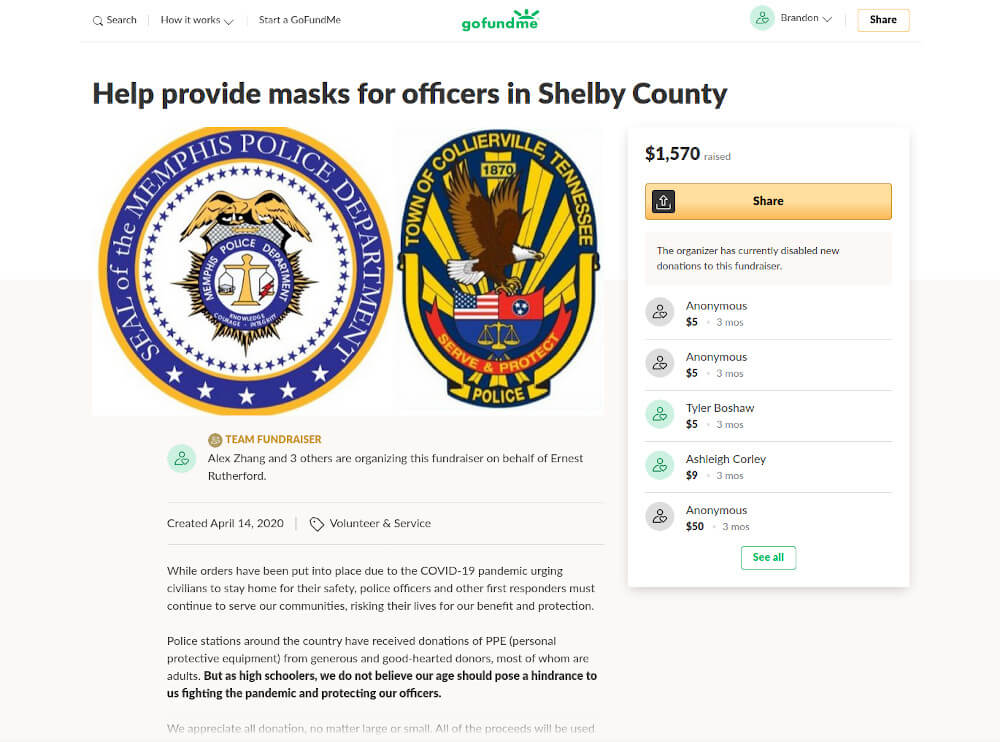 Search
How it works
Start a GoFundMe
gofundme
Brandon
Share
Help provide masks for officers in Shelby County
SEAL of the MEMPHIS POLICE DEPARTMENT
MEMPHIS POLICE DEPARTMENT
KNOWLEDGE
COURAGE - INTEGRITY
TOWN OF COLLIERVILLE, TENNESSEE
1870
SERVE & PROTECT
POLICE
TEAM FUNDRAISER
Alex Zhang and 3 others are organizing this fundraiser on behalf of Ernest
Rutherford.
Created April 14, 2020 | Volunteer & Service
While orders have been put into place due to the COVID-19 pandemic urging
civilians to stay home for their safety, police officers and other first responders must
continue to serve our communities, risking their lives for our benefit and protection.
Police stations around the country have received donations of PPE (personal
protective equipment) from generous and good-hearted donors, most of whom are
adults. But as high schoolers, we do not believe our age should pose a hindrance to
us fighting the pandemic and protecting our officers.
We appreciate all donation, no matter large or small. All of the proceeds will be used
$1,570 raised
Share
The organizer has currently disabled new
donations to this fundraiser.
Anonymous
$5 • 3 mos
Anonymous
$5 • 3 mos
Tyler Boshaw
$5 • 3 mos
Ashleigh Corley
$9 • 3 mos
Anonymous
$50 • 3 mos
See all